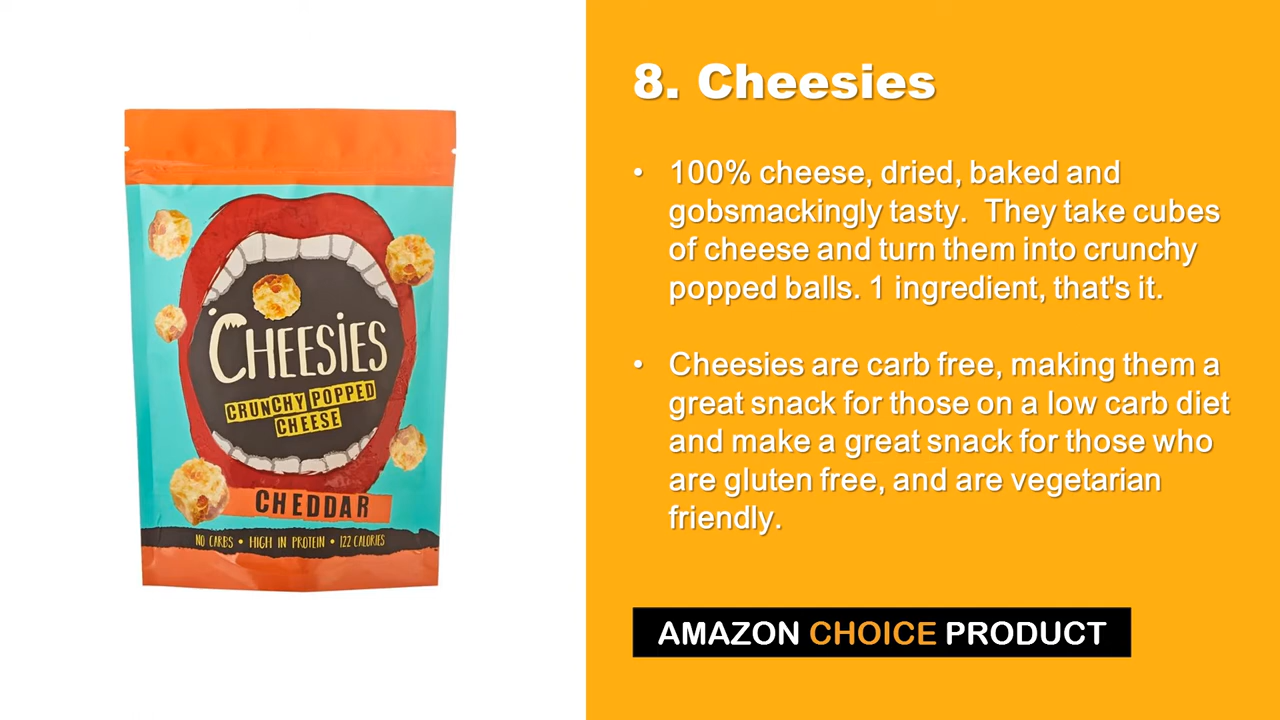 8. Cheesies
• 100% cheese, dried, baked and
gobsmackingly tasty.  They take cubes
of cheese and turn them into crunchy
popped balls. 1 ingredient, that's it.
• Cheesies are carb free, making them a
great snack for those on a low carb diet
and make a great snack for those who
are gluten free, and are vegetarian
friendly.
AMAZON CHOICE PRODUCT
CHEESIES
CRUNCHY POPPED
CHEESE
CHEDDAR
NO CARBS • HIGH IN PROTEIN • 122 CALORIES